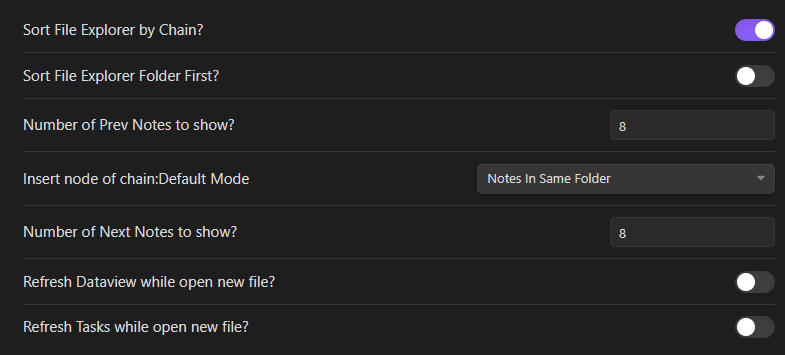 Sort File Explorer by Chain?
Sort File Explorer Folder First?
Number of Prev Notes to show?
8
Insert node of chain:Default Mode
Notes In Same Folder
Number of Next Notes to show?
8
Refresh Dataview while open new file?
Refresh Tasks while open new file?